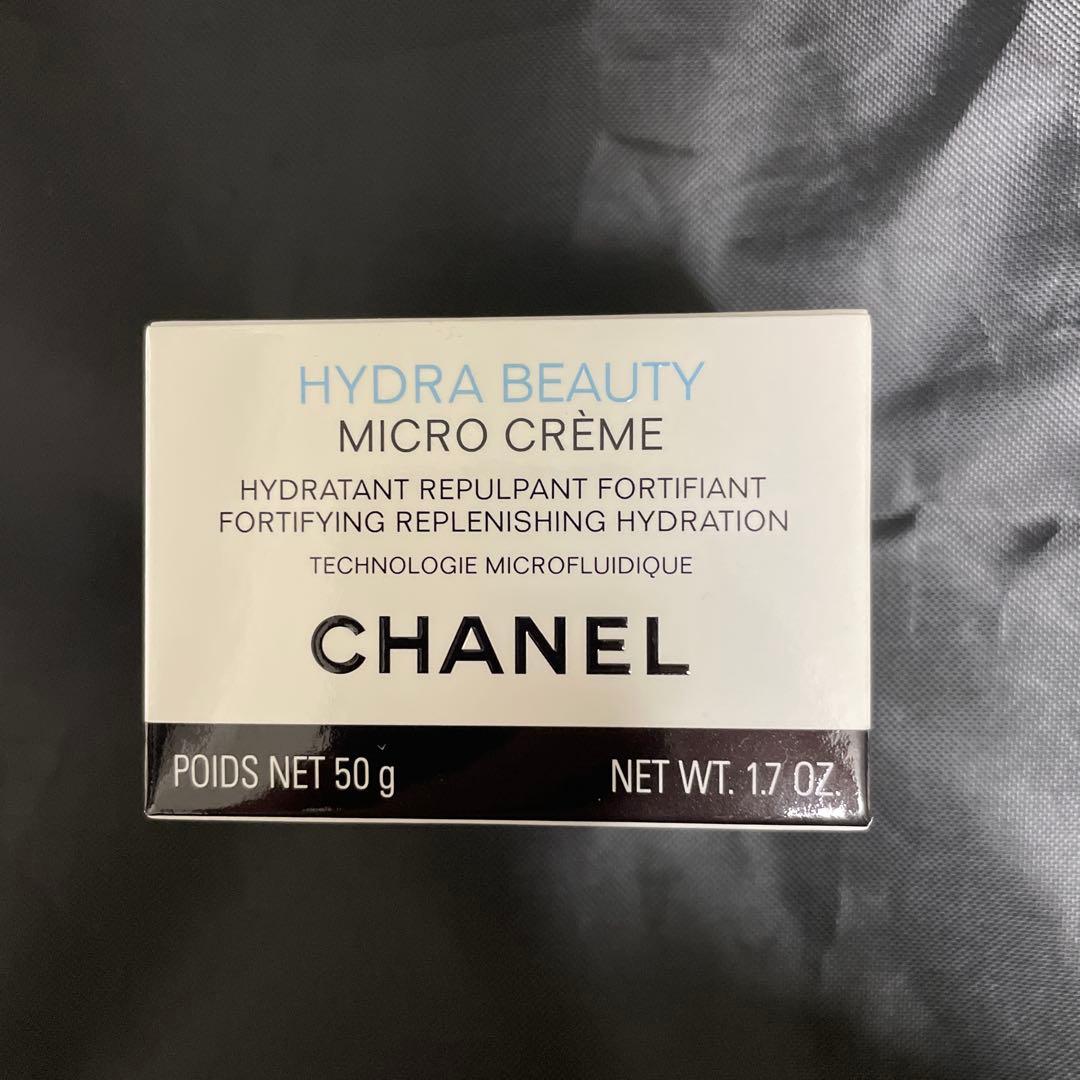 HYDRA BEAUTY
MICRO CRÈME
HYDRATANT REPULPANT FORTIFIANT
FORTIFYING REPLENISHING HYDRATION
TECHNOLOGIE MICROFLUIDIQUE
CHANEL
POIDS NET 50 g NET WT. 1.7 OZ.